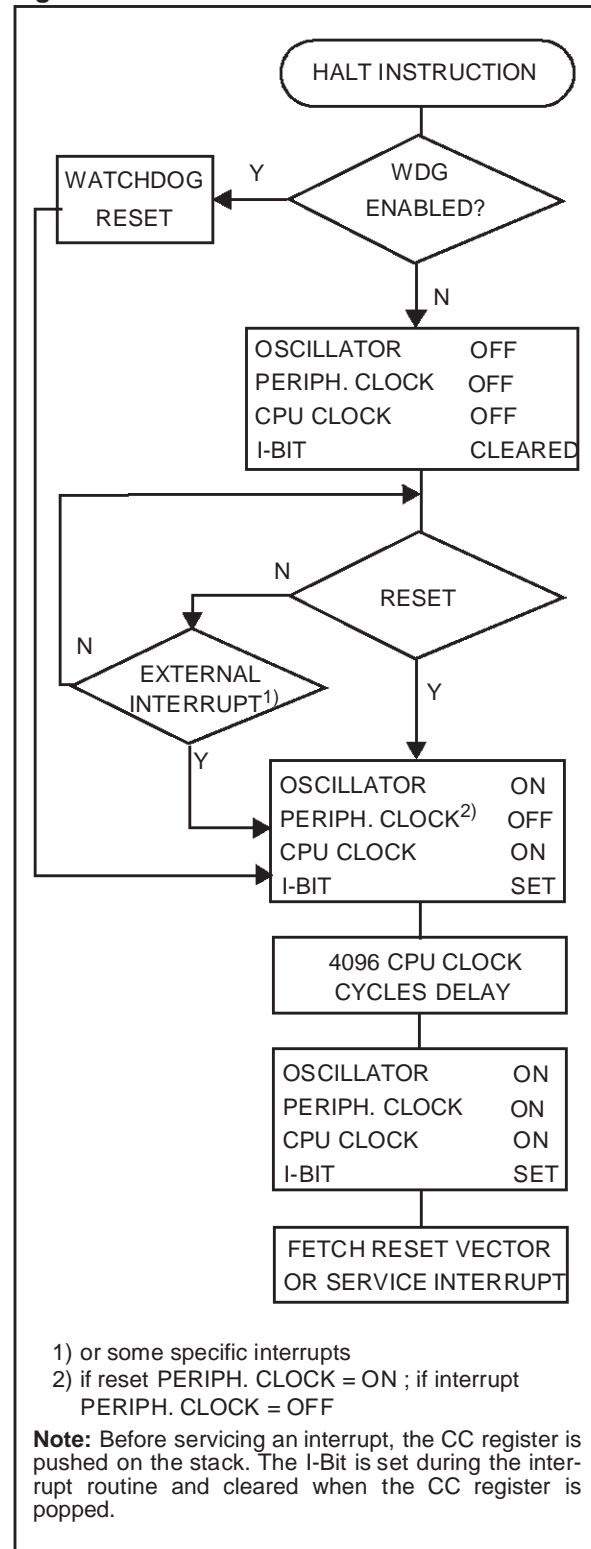 HALT INSTRUCTION
WDG
ENABLED?
Y
WATCHDOG
RESET
N
OSCILLATOR OFF
PERIPH. CLOCK OFF
CPU CLOCK OFF
I-BIT CLEARED
RESET
N
EXTERNAL
INTERRUPT1)
N
Y
Y
OSCILLATOR ON
PERIPH. CLOCK2) OFF
CPU CLOCK ON
I-BIT SET
4096 CPU CLOCK
CYCLES DELAY
OSCILLATOR ON
PERIPH. CLOCK ON
CPU CLOCK ON
I-BIT SET
FETCH RESET VECTOR
OR SERVICE INTERRUPT
1) or some specific interrupts
2) if reset PERIPH. CLOCK = ON ; if interrupt
PERIPH. CLOCK = OFF
Note: Before servicing an interrupt, the CC register is
pushed on the stack. The I-Bit is set during the inter-
rupt routine and cleared when the CC register is
popped.